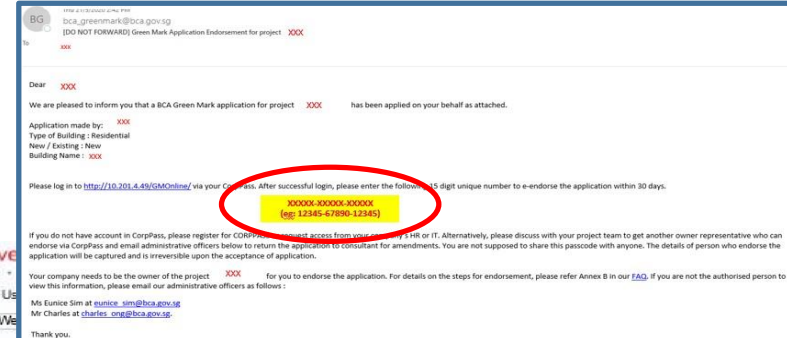 BG
bca_greenmark@bca.gov.sg
[DO NOT FORWARD] Green Mark Application Endorsement for project XXX
To
XXX
Dear XXX
We are pleased to inform you that a BCA Green Mark application for project XXX has been applied on your behalf as attached.
Application made by: XXX
Type of Building : Residential
New / Existing : New
Building Name : XXX
Please log in to http://10.201.4.49/GMOnline/ via your CorpPass. After successful login, please enter the following 15 digit unique number to e-endorse the application within 30 days.
XXXXX-XXXXX-XXXXX
(eg: 12345-67890-12345)
If you do not have account in CorpPass, please register for CORPPASS request access from your company's HR or IT. Alternatively, please discuss with your project team to get another owner representative who can
endorse via CorpPass and email administrative officers below to return the application to consultant for amendments. You are not supposed to share this passcode with anyone. The details of person who endorse the
application will be captured and is irreversible upon the acceptance of application.
Your company needs to be the owner of the project XXX for you to endorse the application. For details on the steps for endorsement, please refer Annex B in our FAQ. If you are not the authorised person to
view this information, please email our administrative officers as follows :
Ms Eunice Sim at eunice_sim@bca.gov.sg
Mr Charles at charles_ong@bca.gov.sg.
Thank you.